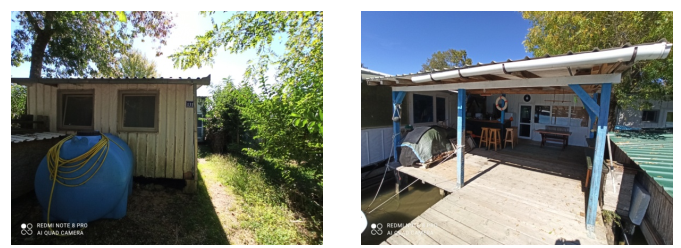 REDMI NOTE 8 PRO
AI QUAD CAMERA
REDMI NOTE 8 PRO
AI QUAD CAMERA